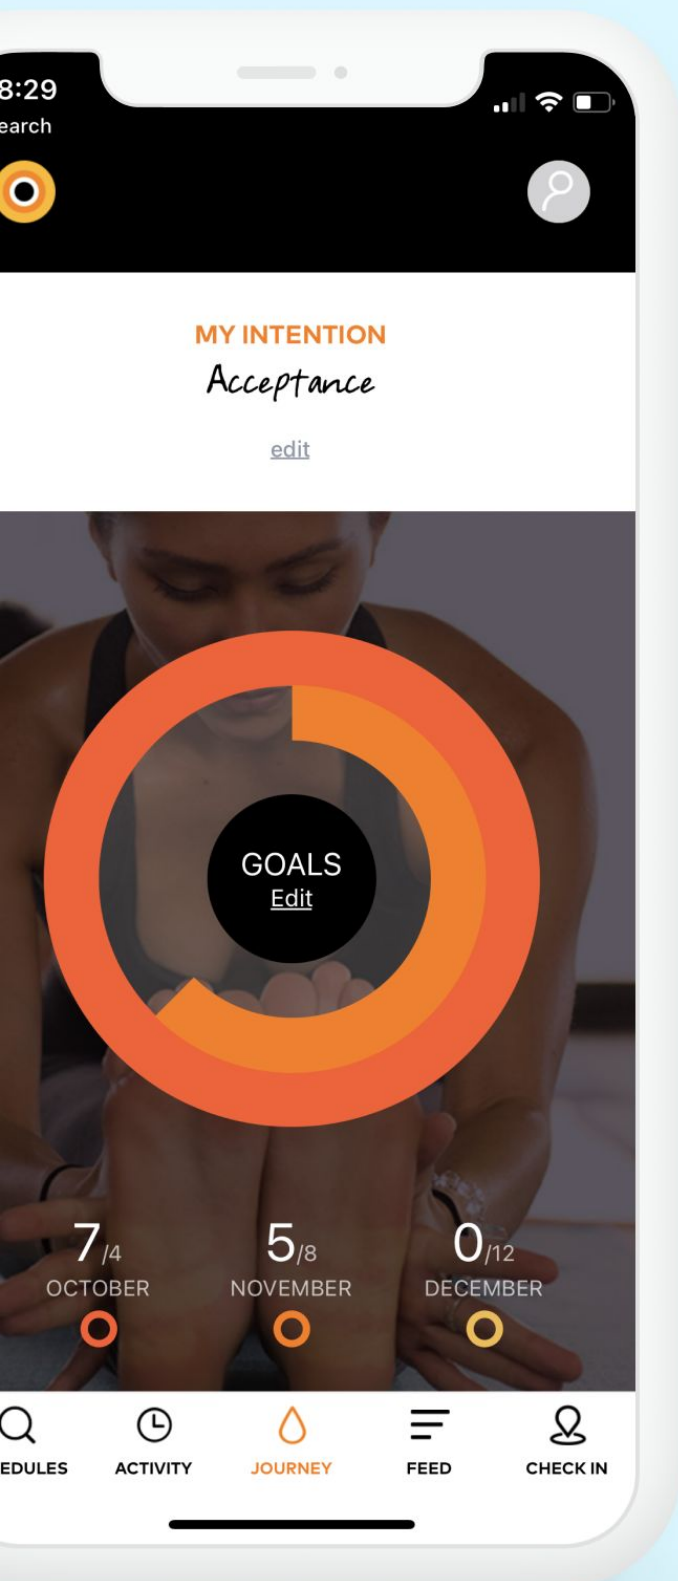 8:29
earch
MY INTENTION
Acceptance
edit
GOALS
Edit
7/4 5/8 0/12
OCTOBER NOVEMBER DECEMBER
EDULES ACTIVITY JOURNEY FEED CHECK IN